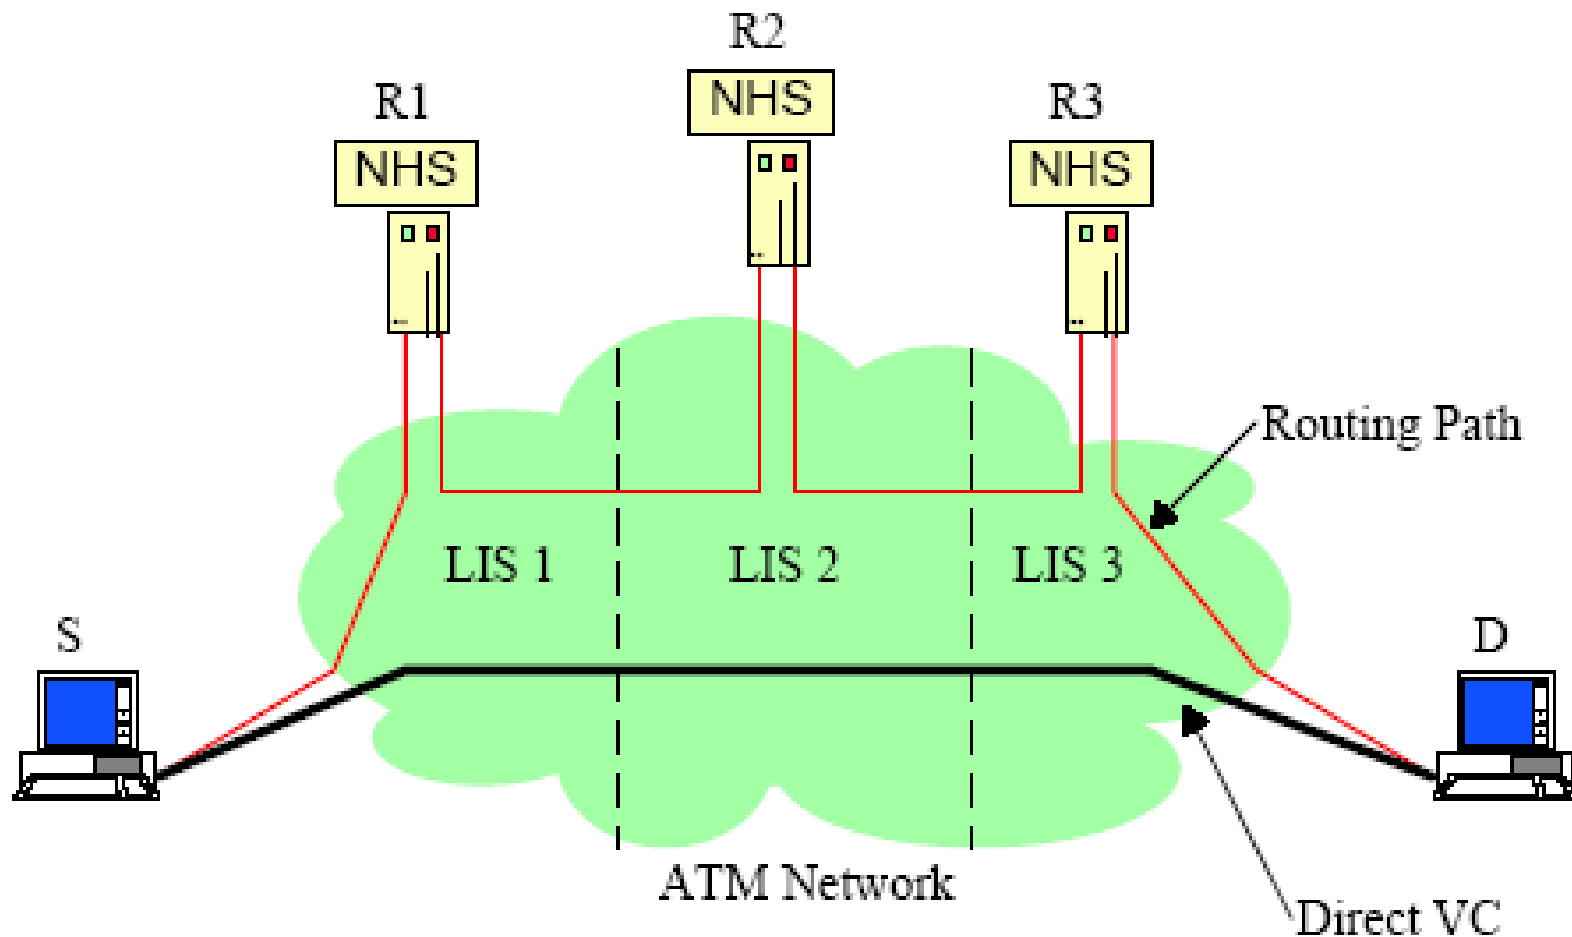 R2
NHS
R1
NHS
R3
NHS
Routing Path
LIS 1
LIS 2
LIS 3
S
D
ATM Network
Direct VC